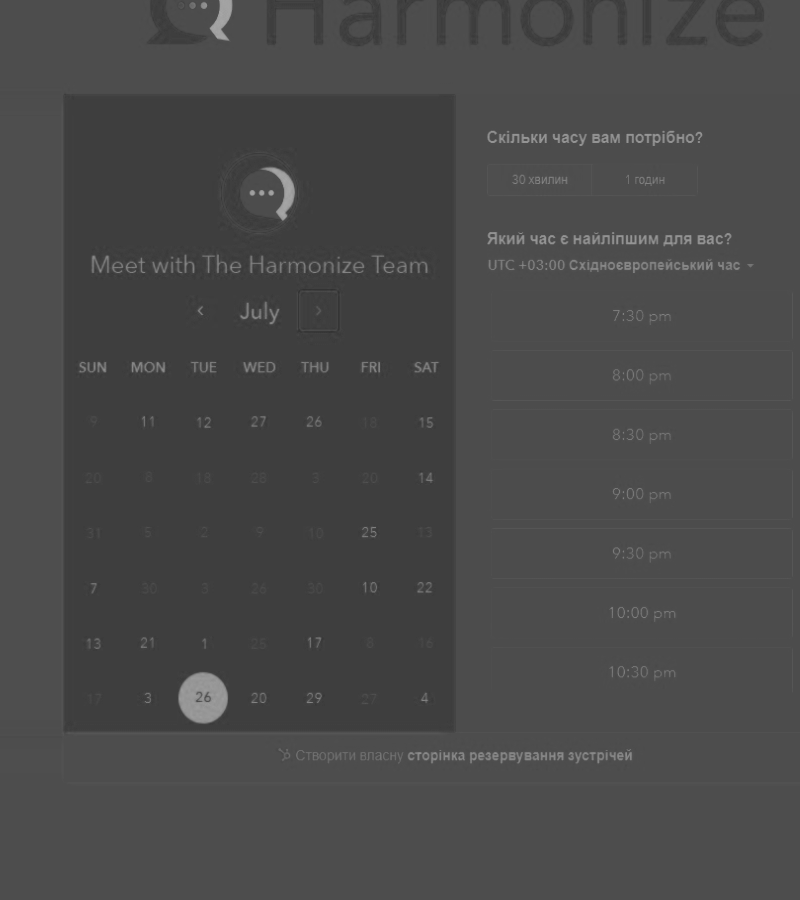 Harmonize
Meet with The Harmonize Team
July
SUN MON TUE WED THU FRI SAT
9 11 12 27 26 18 15
20 8 18 28 3 20 14
31 5 2 9 10 25 13
7 30 3 26 30 10 22
13 21 1 25 17 8 16
17 3 26 20 29 27 4
Скільки часу вам потрібно?
30 хвилин 1 годин
Який час є найліпшим для вас?
UTC +03:00 Східноєвропейський час
7:30 pm
8:00 pm
8:30 pm
9:00 pm
9:30 pm
10:00 pm
10:30 pm
Створити власну сторінка резервування зустрічей